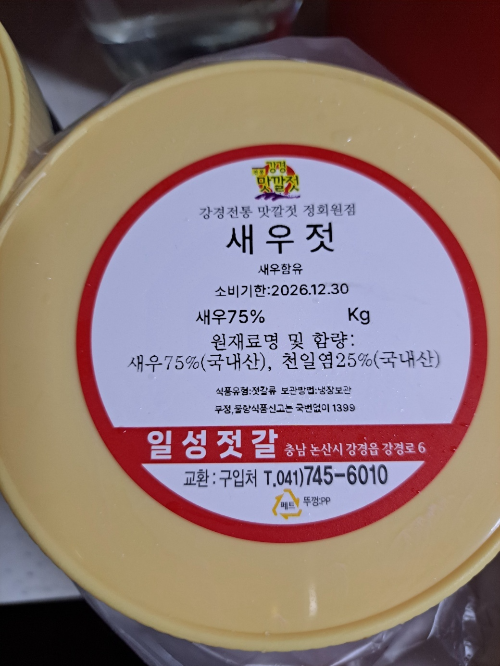 강경
맛깔젓
강경전통 맛깔젓 정회원점
새우젓
새우함유
소비기한:2026.12.30
새우75% Kg
원재료명 및 함량:
새우75%(국내산), 천일염25%(국내산)
식품유형:젓갈류 보관방법:냉장보관
부정,불량식품신고는 국번없이 1399
일성젓갈 충남 논산시 강경읍 강경로 6
교환 : 구입처 T.041)745-6010
페트 뚜껑:PP